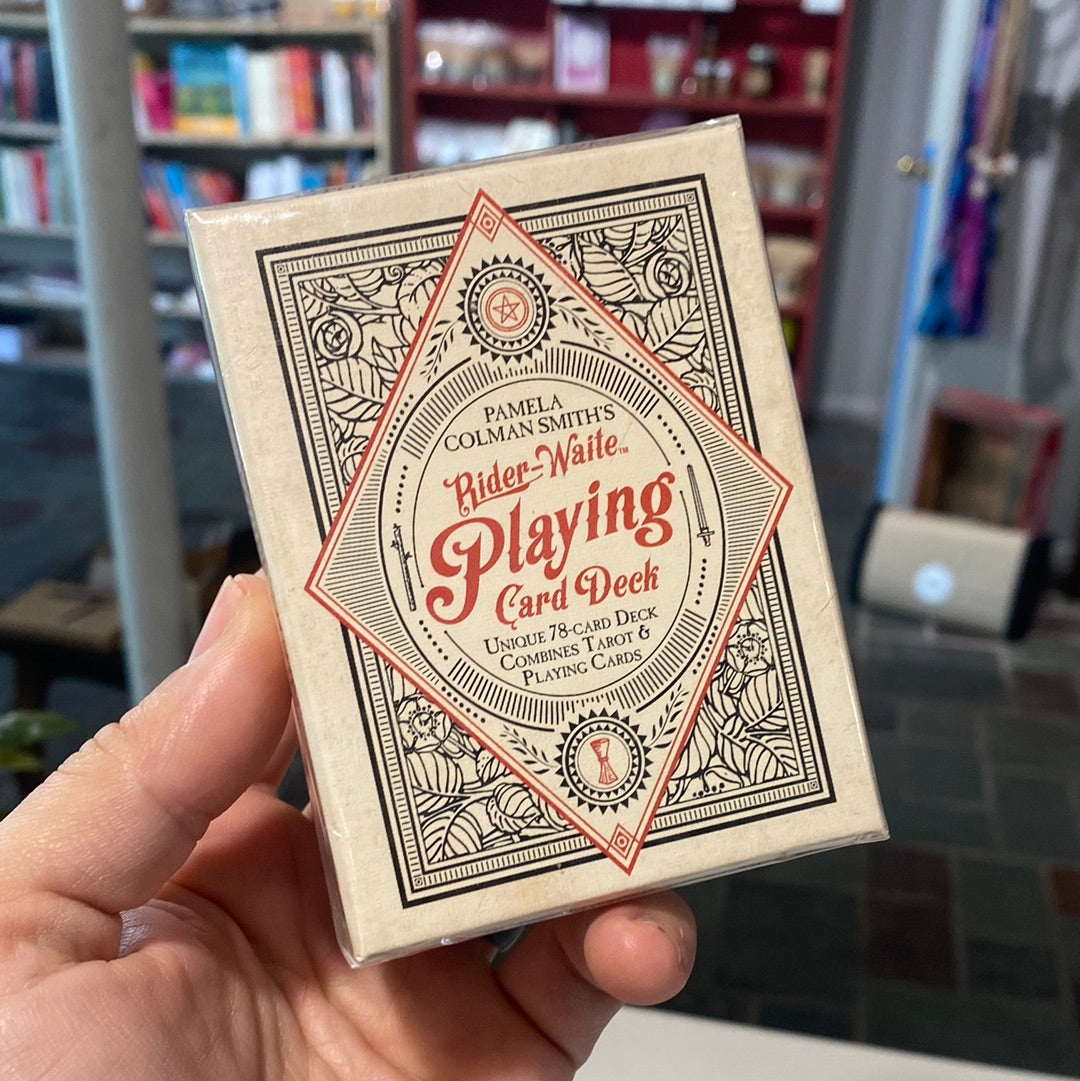 PAMELA
COLMAN SMITH'S
Rider-Waite™
Playing
Card Deck
UNIQUE 78-CARD DECK
COMBINES TAROT &
PLAYING CARDS